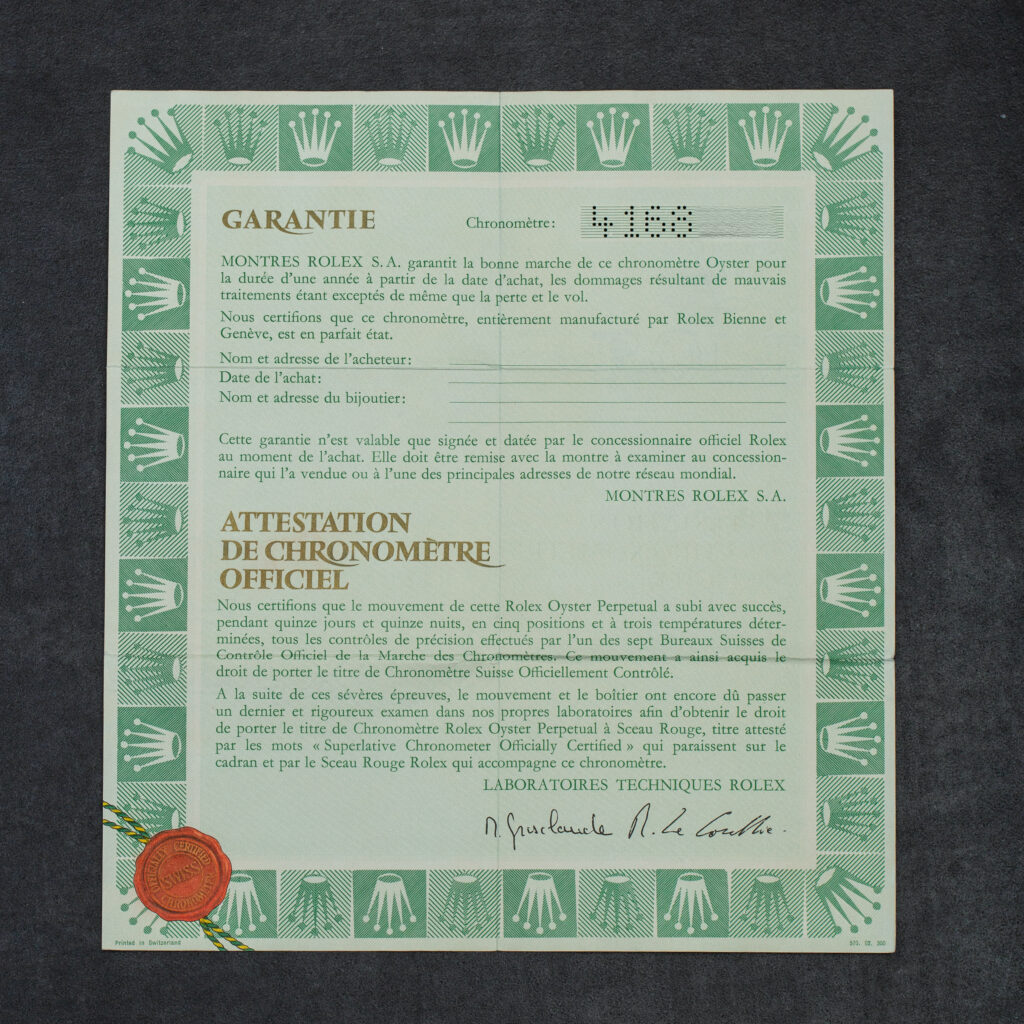 GARANTIE
Chronomètre: 4168
MONTRES ROLEX S.A. garantit la bonne marche de ce chronomètre Oyster pour
la durée d'une année à partir de la date d'achat, les dommages résultant de mauvais
traitements étant exceptés de même que la perte et le vol.
Nous certifions que ce chronomètre, entièrement manufacturé par Rolex Bienne et
Genève, est en parfait état.
Nom et adresse de l'acheteur:
Date de l'achat:
Nom et adresse du bijoutier:
Cette garantie n'est valable que signée et datée par le concessionnaire officiel Rolex
au moment de l'achat. Elle doit être remise avec la montre à examiner au concession-
naire qui l'a vendue ou à l'une des principales adresses de notre réseau mondial.
MONTRES ROLEX S.A.
ATTESTATION
DE CHRONOMÈTRE
OFFICIEL
Nous certifions que le mouvement de cette Rolex Oyster Perpetual a subi avec succès,
pendant quinze jours et quinze nuits, en cinq positions et à trois températures déter-
minées, tous les contrôles de précision effectués par l'un des sept Bureaux Suisses de
Contrôle Officiel de la Marche des Chronomètres. Ce mouvement a ainsi acquis le
droit de porter le titre de Chronomètre Suisse Officiellement Contrôlé.
A la suite de ces sévères épreuves, le mouvement et le boîtier ont encore dû passer
un dernier et rigoureux examen dans nos propres laboratoires afin d'obtenir le droit
de porter le titre de Chronomètre Rolex Oyster Perpetual à Sceau Rouge, titre attesté
par les mots « Superlative Chronometer Officially Certified » qui paraissent sur le
cadran et par le Sceau Rouge Rolex qui accompagne ce chronomètre.
LABORATOIRES TECHNIQUES ROLEX
OFFICIALLY CERTIFIED
SWISS
CHRONOMETER
Printed in Switzerland